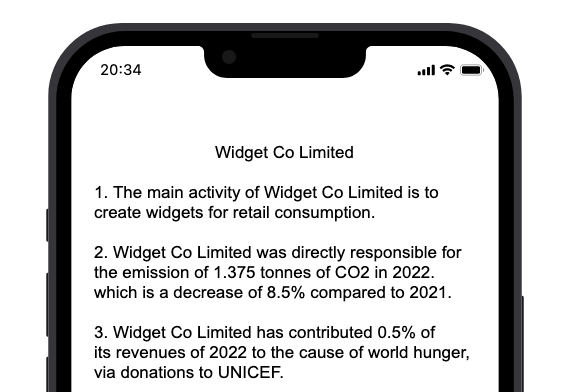 20:34
Widget Co Limited
1. The main activity of Widget Co Limited is to
create widgets for retail consumption.
2. Widget Co Limited was directly responsible for
the emission of 1.375 tonnes of CO2 in 2022.
which is a decrease of 8.5% compared to 2021.
3. Widget Co Limited has contributed 0.5% of
its revenues of 2022 to the cause of world hunger,
via donations to UNICEF.